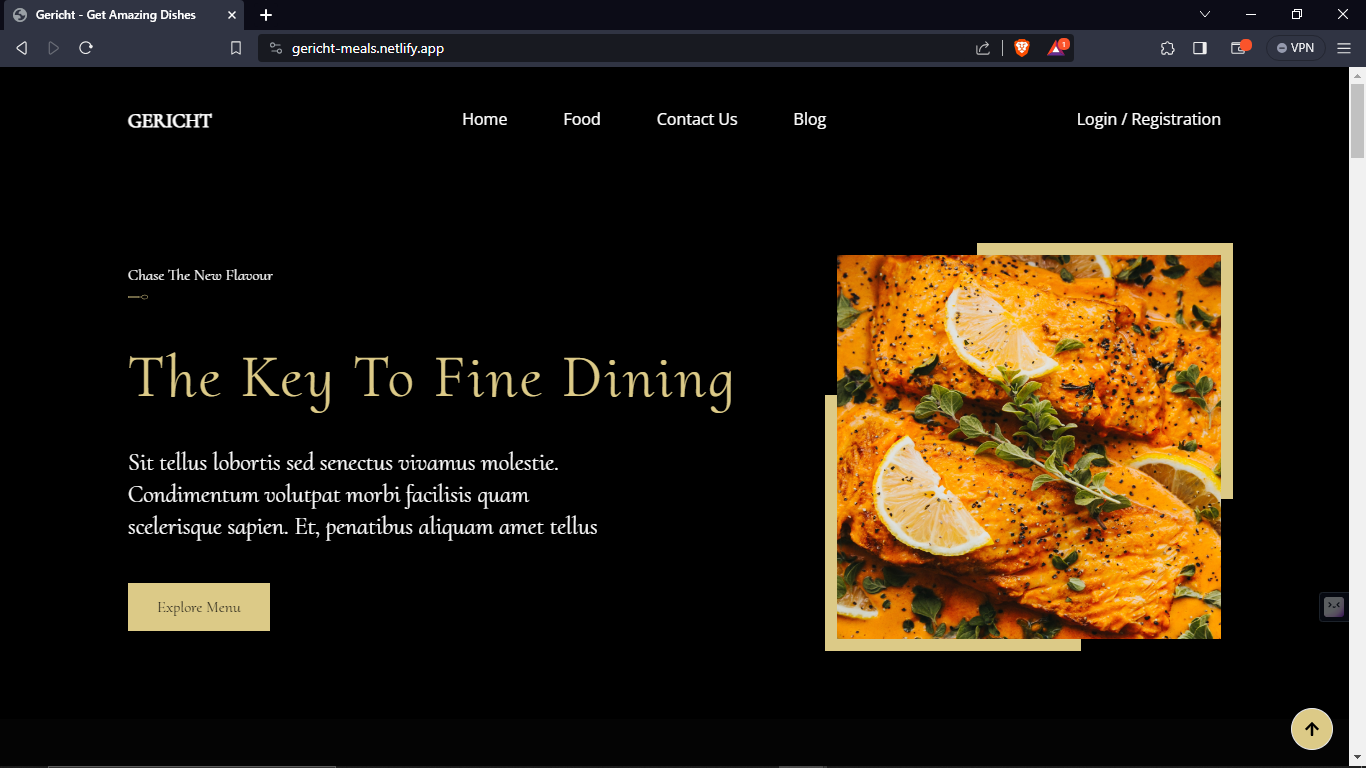 Gericht - Get Amazing Dishes
gericht-meals.netlify.app
1
VPN
GERICHT
Home
Food
Contact Us
Blog
Login / Registration
Chase The New Flavour
The Key To Fine Dining
Sit tellus lobortis sed senectus vivamus molestie.
Condimentum volutpat morbi facilisis quam
scelerisque sapien. Et, penatibus aliquam amet tellus
Explore Menu